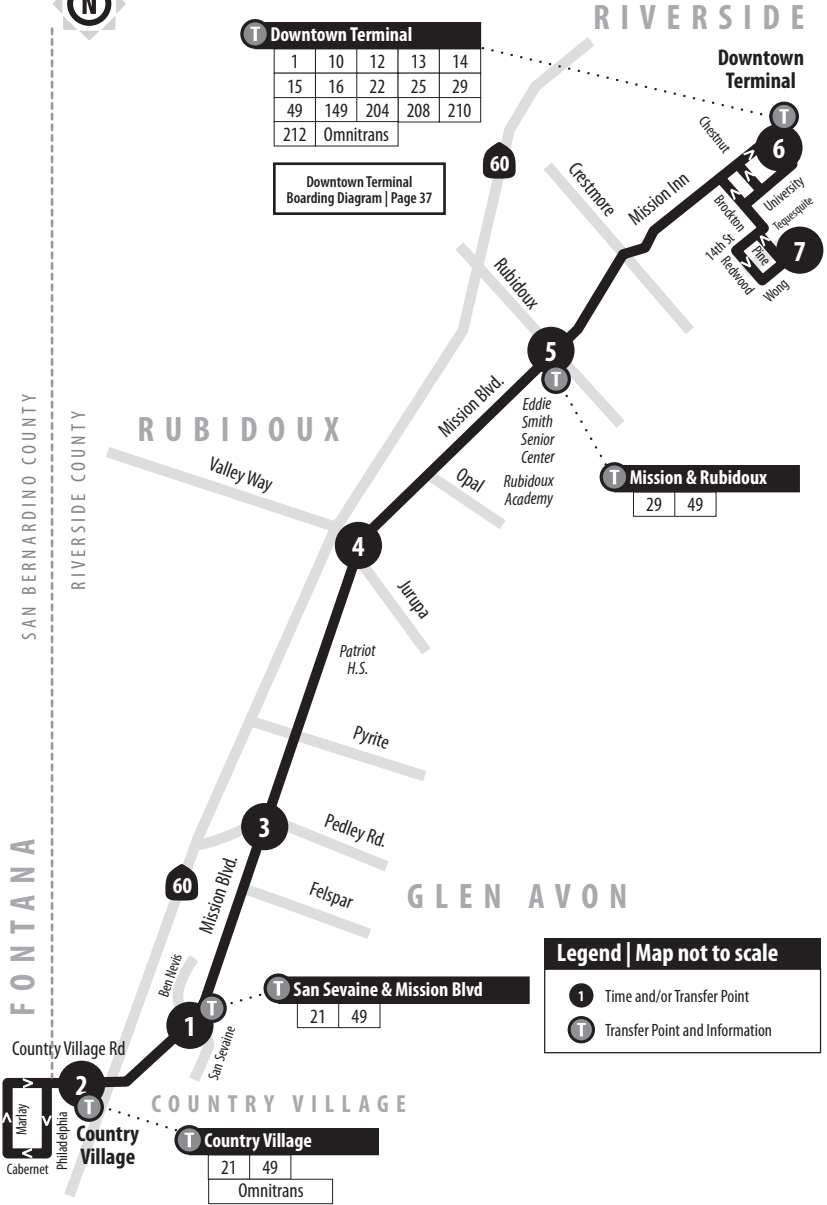 N
RIVERSIDE
T Downtown Terminal
1 10 12 13 14
15 16 22 25 29
49 149 204 208 210
212 Omnitrans
Downtown Terminal
Boarding Diagram | Page 37
Downtown
Terminal
T
6
Chestnut
60
Crestmore
Mission Inn
University
Brockton
Tequesquite
14th St
Pine
7
Redwood
Wong
Rubidoux
5
T
Mission Blvd.
Eddie
Smith
Senior
Center
Rubidoux
Academy
Opal
T Mission & Rubidoux
29 49
SAN BERNARDINO COUNTY
RIVERSIDE COUNTY
RUBIDOUX
Valley Way
4
Jurupa
Patriot
H.S.
Pyrite
3
Pedley Rd.
60
Mission Blvd.
Felspar
GLEN AVON
FONTANA
Ben Nevis
T
1
San Sevaine
T San Sevaine & Mission Blvd
21 49
Legend | Map not to scale
1 Time and/or Transfer Point
T Transfer Point and Information
Country Village Rd
2
T
Marlay
Philadelphia
Cabernet
Country
Village
COUNTRY VILLAGE
T Country Village
21 49
Omnitrans